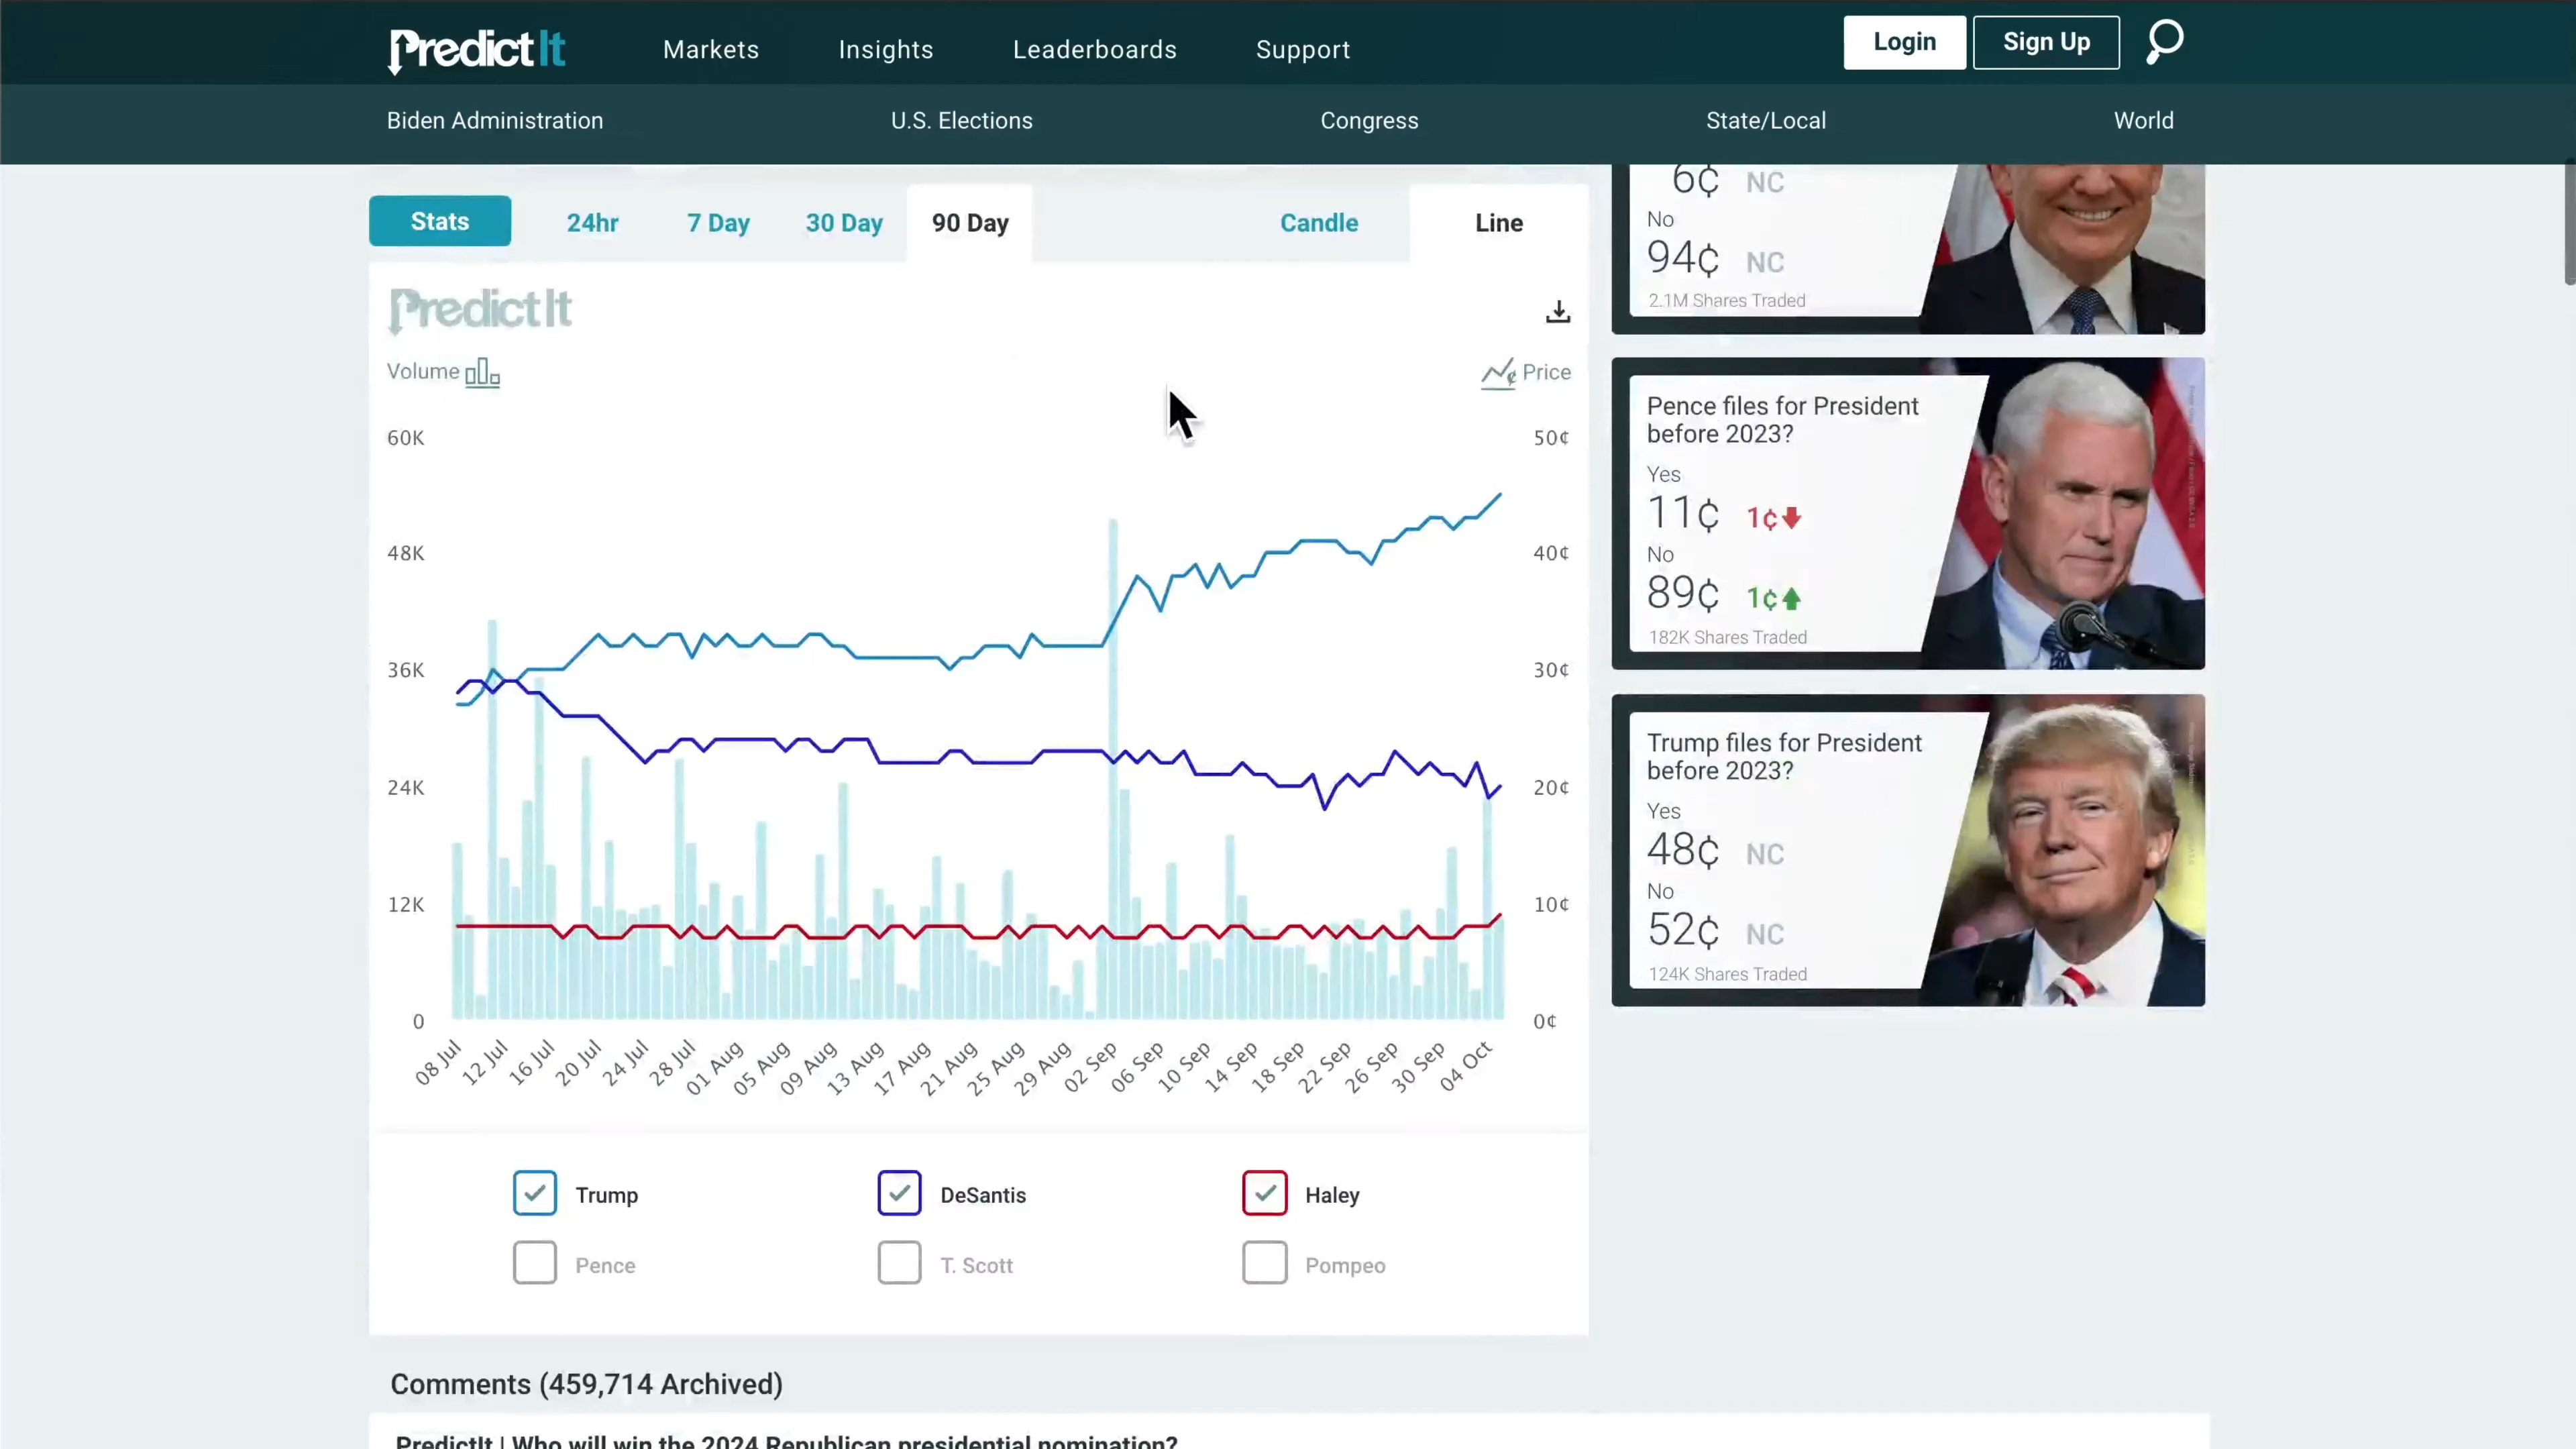 PredictIt
Markets
Insights
Leaderboards
Support
Login
Sign Up
Biden Administration
U.S. Elections
Congress
State/Local
World
Stats
24hr
7 Day
30 Day
90 Day
Candle
Line
PredictIt
Volume
Price
60K
48K
36K
24K
12K
0
50¢
40¢
30¢
20¢
10¢
0¢
08 Jul
12 Jul
16 Jul
20 Jul
24 Jul
28 Jul
01 Aug
05 Aug
09 Aug
13 Aug
17 Aug
21 Aug
25 Aug
29 Aug
02 Sep
06 Sep
10 Sep
14 Sep
18 Sep
22 Sep
26 Sep
30 Sep
04 Oct
Trump
DeSantis
Haley
Pence
T. Scott
Pompeo
6¢ NC
No
94¢ NC
2.1M Shares Traded
Pence files for President
before 2023?
Yes
11¢ 1¢
No
89¢ 1¢
182K Shares Traded
Trump files for President
before 2023?
Yes
48¢ NC
No
52¢ NC
124K Shares Traded
Comments (459,714 Archived)
PredictIt | Who will win the 2024 Republican presidential nomination?